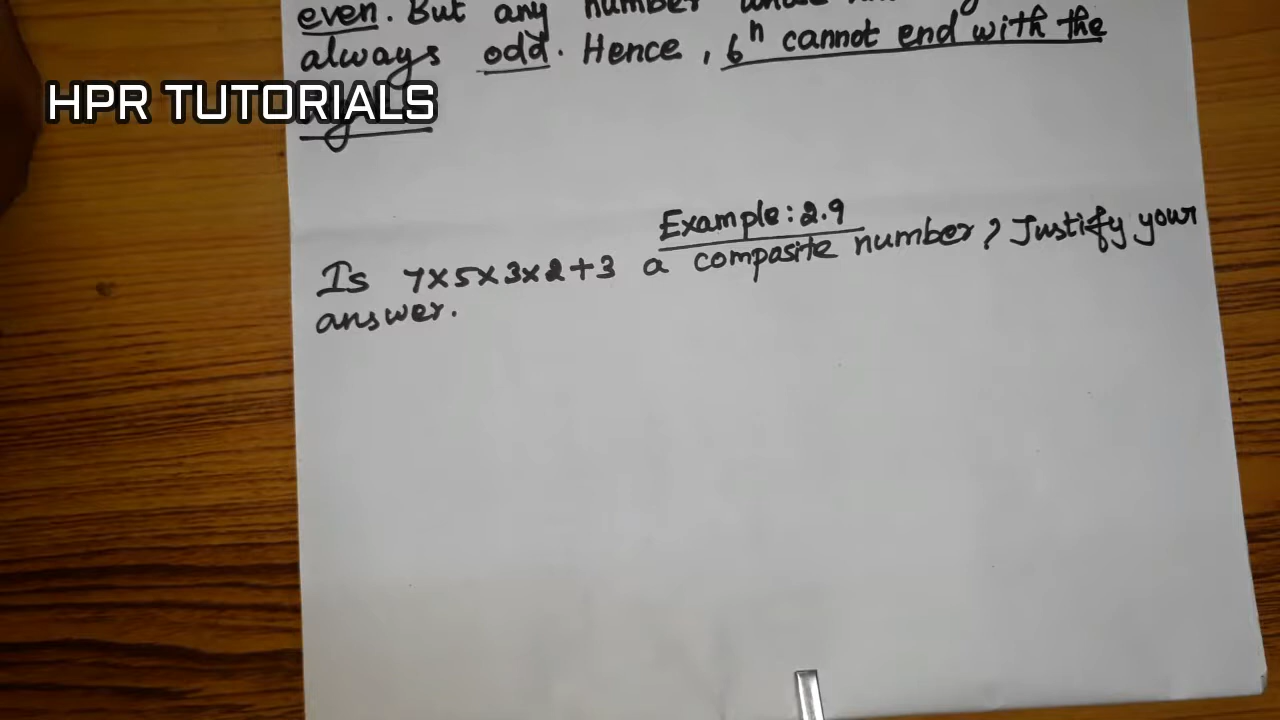 even. But any number
always odd. Hence, 6ⁿ cannot end with the
HPR TUTORIALS
Example: 2.9
Is 7×5×3×2+3 a composite number? Justify your
answer.